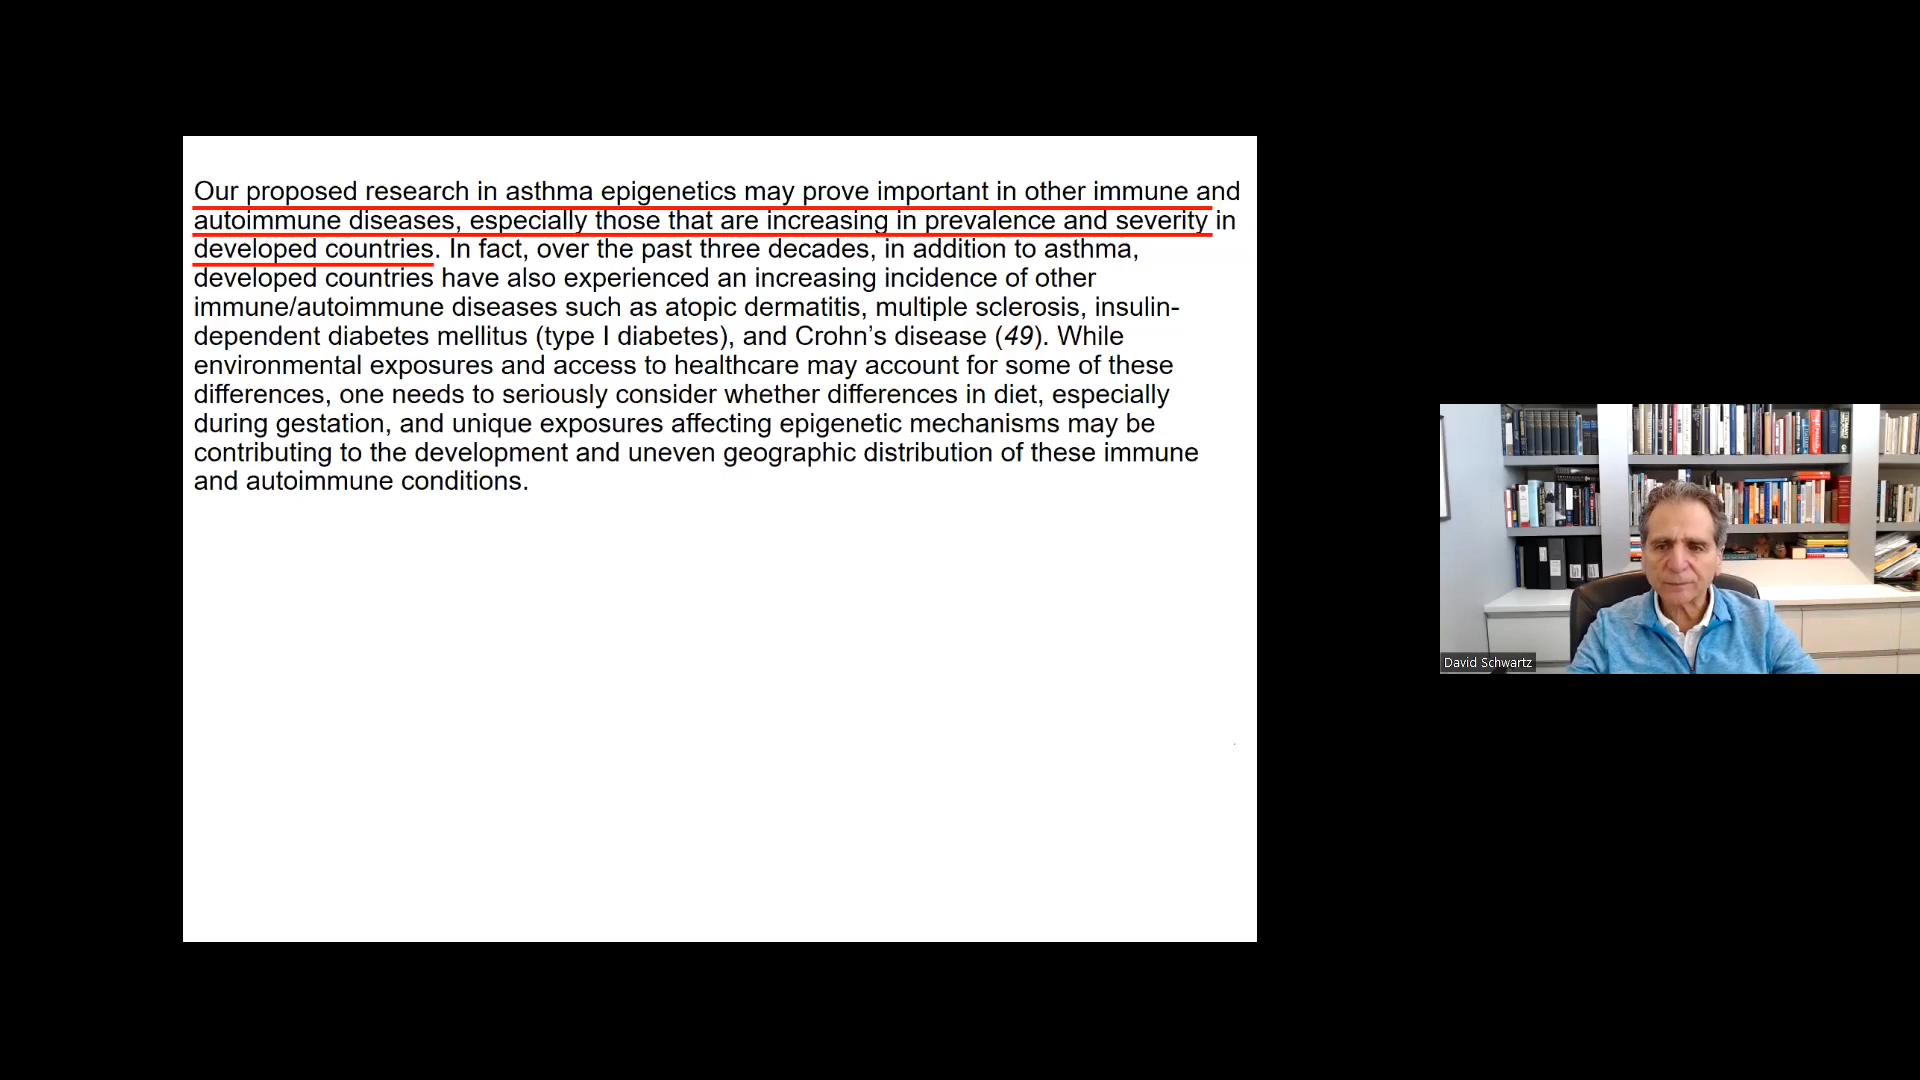 Our proposed research in asthma epigenetics may prove important in other immune and
autoimmune diseases, especially those that are increasing in prevalence and severity in
developed countries. In fact, over the past three decades, in addition to asthma,
developed countries have also experienced an increasing incidence of other
immune/autoimmune diseases such as atopic dermatitis, multiple sclerosis, insulin-
dependent diabetes mellitus (type I diabetes), and Crohn’s disease (49). While
environmental exposures and access to healthcare may account for some of these
differences, one needs to seriously consider whether differences in diet, especially
during gestation, and unique exposures affecting epigenetic mechanisms may be
contributing to the development and uneven geographic distribution of these immune
and autoimmune conditions.
David Schwartz